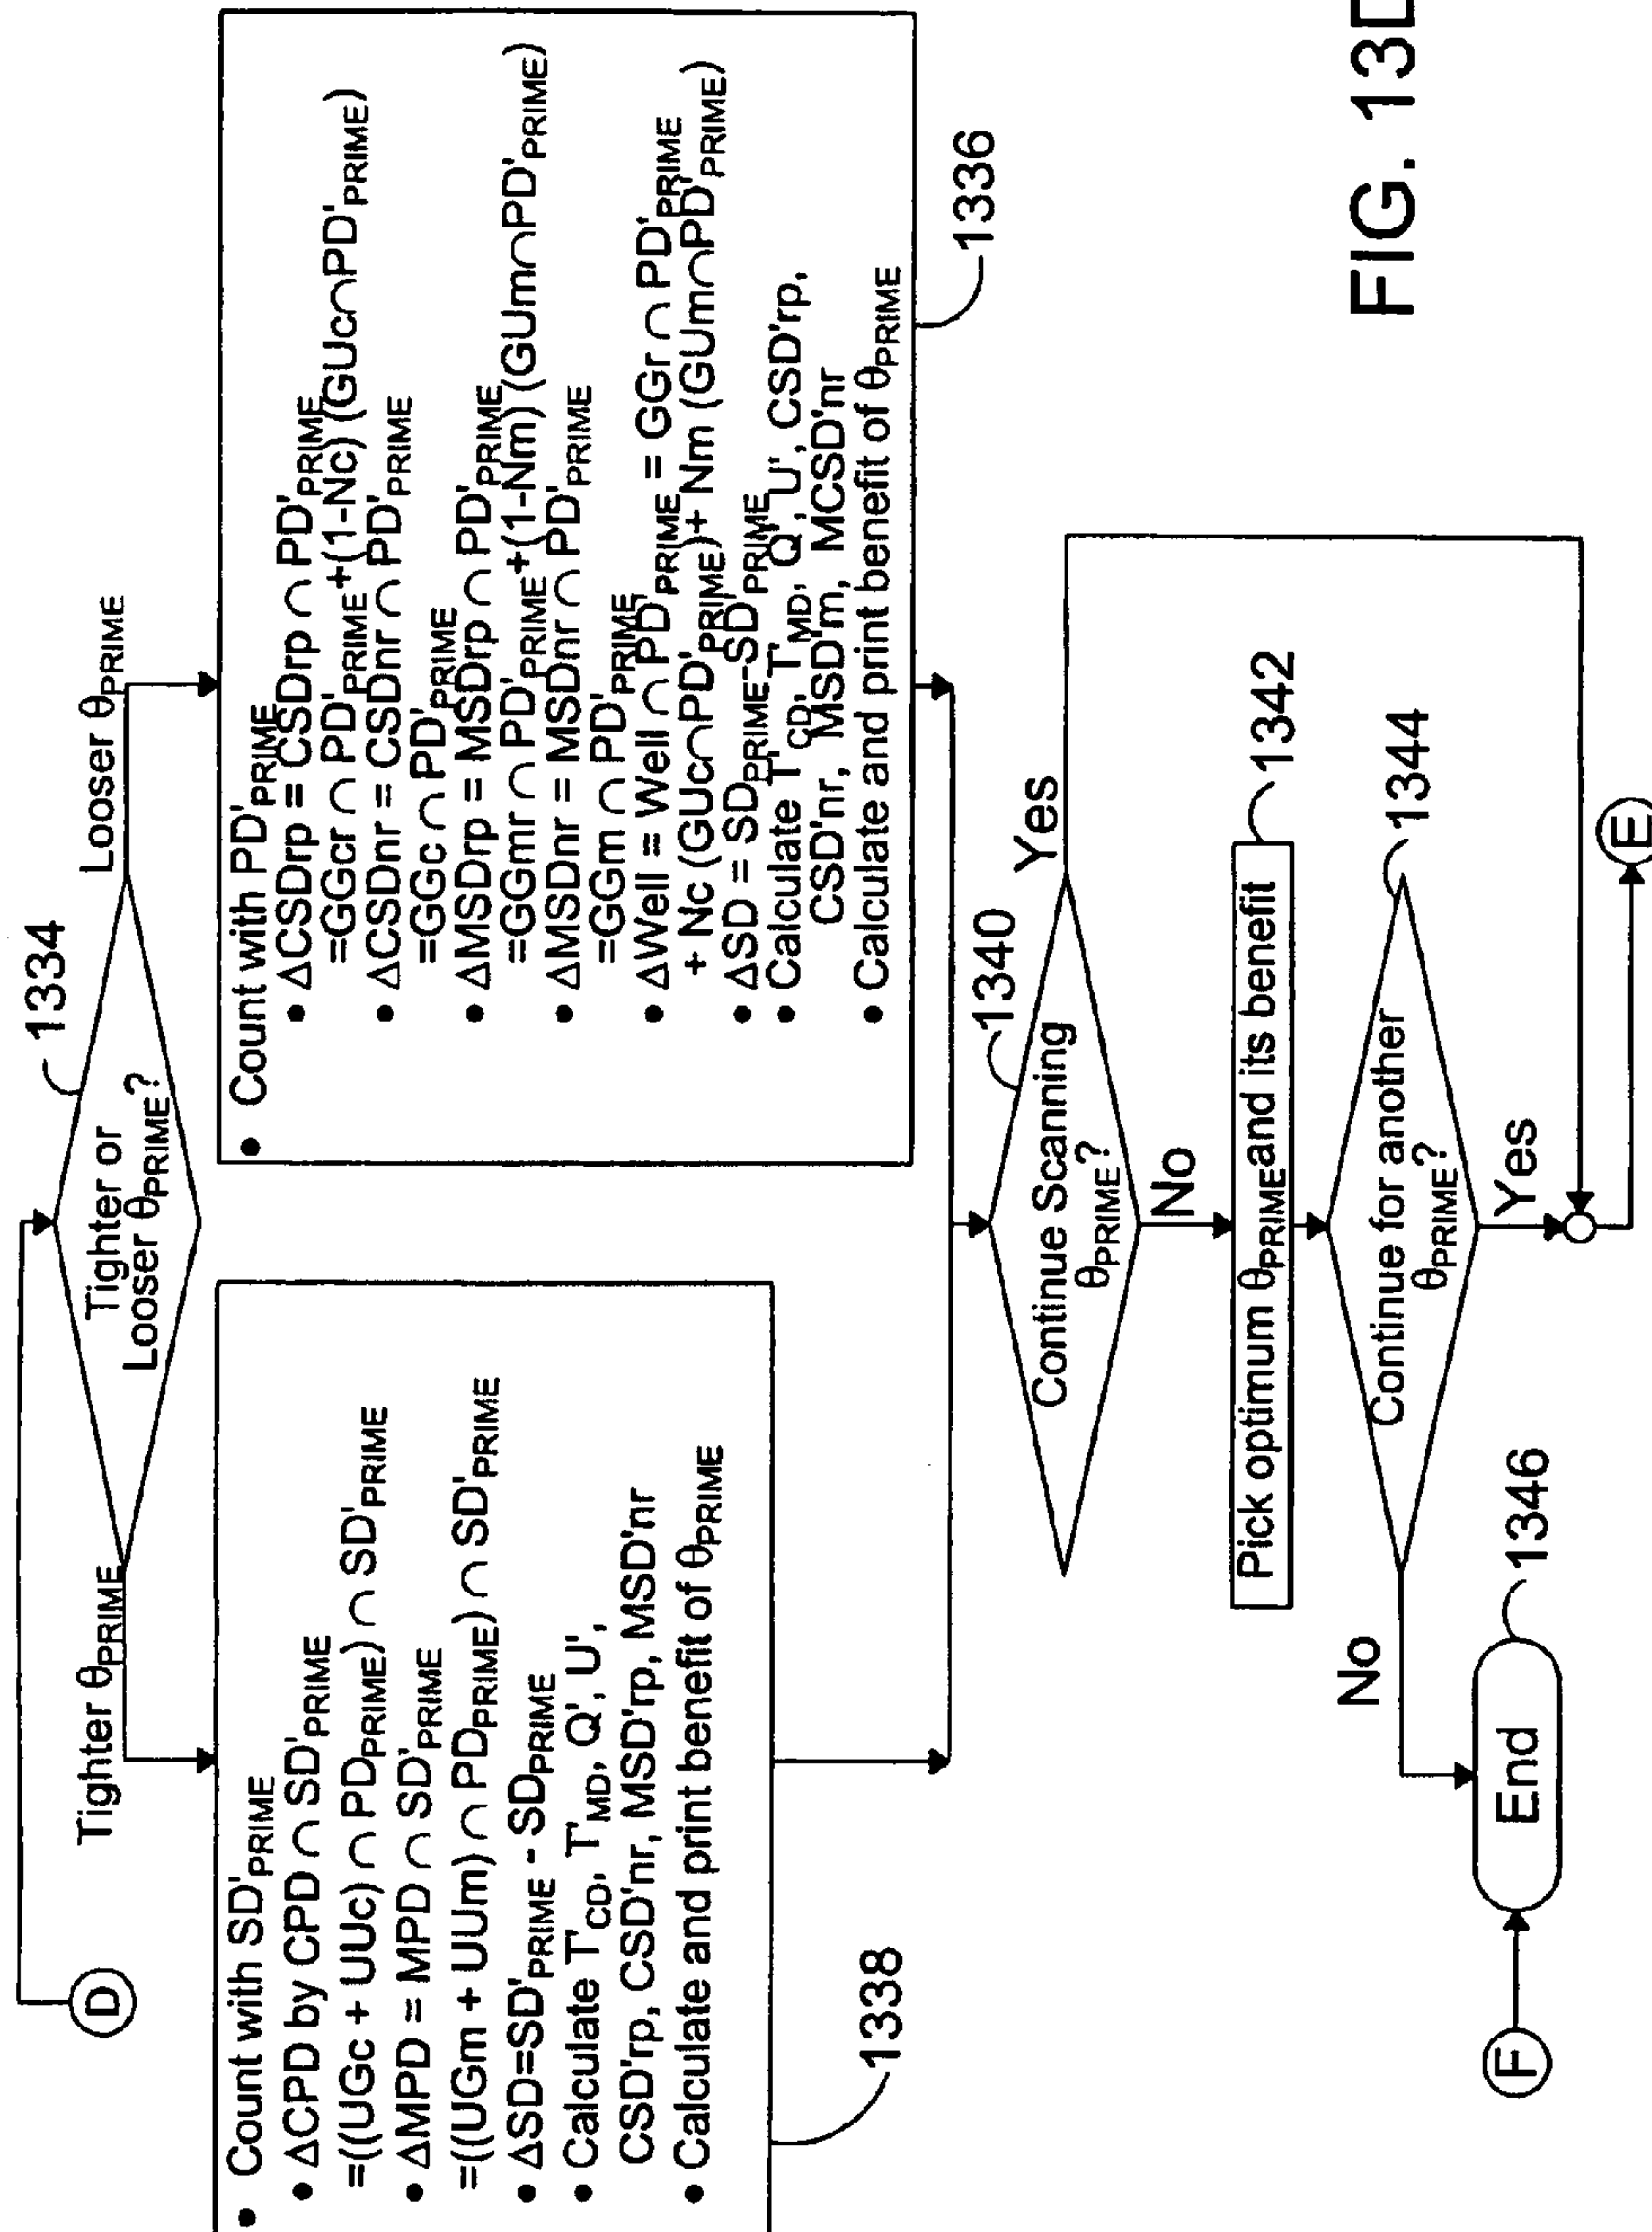 D
1334
Tighter or
Looser θPRIME?
Tighter θPRIME
Looser θPRIME
• Count with SD'PRIME
• ΔCPD by CPD ∩ SD'PRIME
=((UGc + UUc) ∩ PDPRIME) ∩ SD'PRIME
• ΔMPD = MPD ∩ SD'PRIME
=((UGm + UUm) ∩ PDPRIME) ∩ SD'PRIME
• ΔSD=SD'PRIME - SDPRIME
• Calculate T'CD, T'MD, Q', U',
CSD'rp, CSD'nr, MSD'rp, MSD'nr
• Calculate and print benefit of θPRIME
1338
• Count with PD'PRIME
• ΔCSDrp = CSDrp ∩ PD'PRIME
=GGcr ∩ PD'PRIME+(1-Nc) (GUc∩PD'PRIME)
• ΔCSDnr = CSDnr ∩ PD'PRIME
=GGc ∩ PD'PRIME
• ΔMSDrp = MSDrp ∩ PD'PRIME
=GGmr ∩ PD'PRIME+(1-Nm) (GUm∩PD'PRIME)
• ΔMSDnr = MSDnr ∩ PD'PRIME
=GGm ∩ PD'PRIME
• ΔWell = Well ∩ PD'PRIME = GGr ∩ PD'PRIME
+ Nc (GUc∩PD'PRIME)+ Nm (GUm∩PD'PRIME)
• ΔSD = SDPRIME-SD'PRIME
• Calculate T'CD, T'MD, Q', U', CSD'rp,
CSD'nr, MSD'm, MCSD'nr
• Calculate and print benefit of θPRIME
1336
1340
Continue Scanning
θPRIME?
Yes
No
Pick optimum θPRIME and its benefit
1342
Continue for another
θPRIME?
1344
No
Yes
End
1346
F
E
FIG. 13D